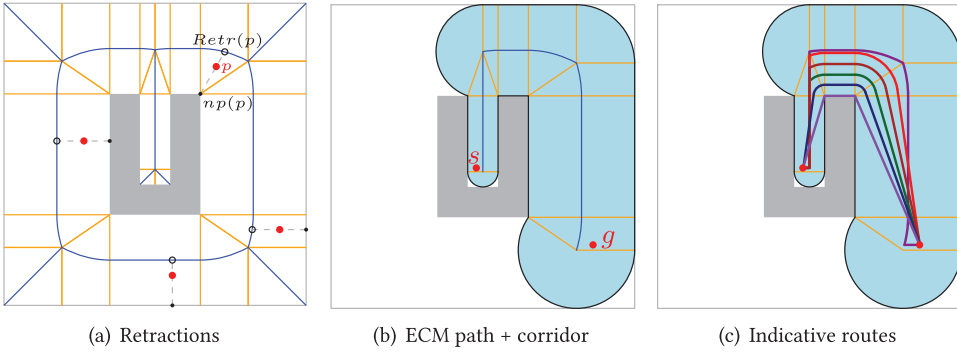 Retr(p)
p
np(p)
s
g
(a) Retractions
(b) ECM path + corridor
(c) Indicative routes